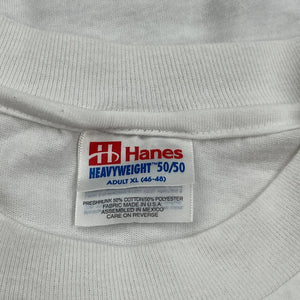 Hanes
HEAVYWEIGHT™ 50/50
ADULT XL (46-48)
PRESHRUNK 50% COTTON/50% POLYESTER
FABRIC MADE IN U.S.A.
ASSEMBLED IN MEXICO
CARE ON REVERSE